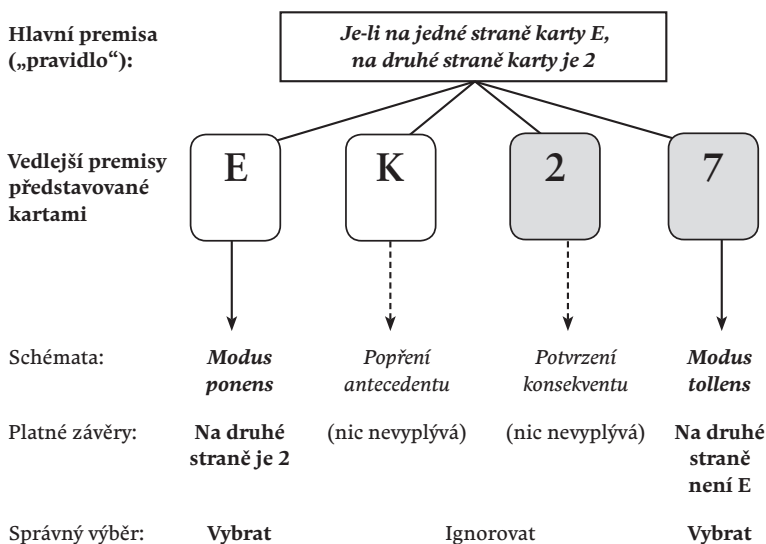 Hlavní premisa
(„pravidlo“):
Je-li na jedné straně karty E,
na druhé straně karty je 2
Vedlejší premisy
představované
kartami
E
K
2
7
Schémata:
Modus
ponens
Popření
antecedentu
Potvrzení
konsekventu
Modus
tollens
Platné závěry:
Na druhé
straně je 2
(nic nevyplývá)
(nic nevyplývá)
Na druhé
straně
není E
Správný výběr:
Vybrat
Ignorovat
Vybrat